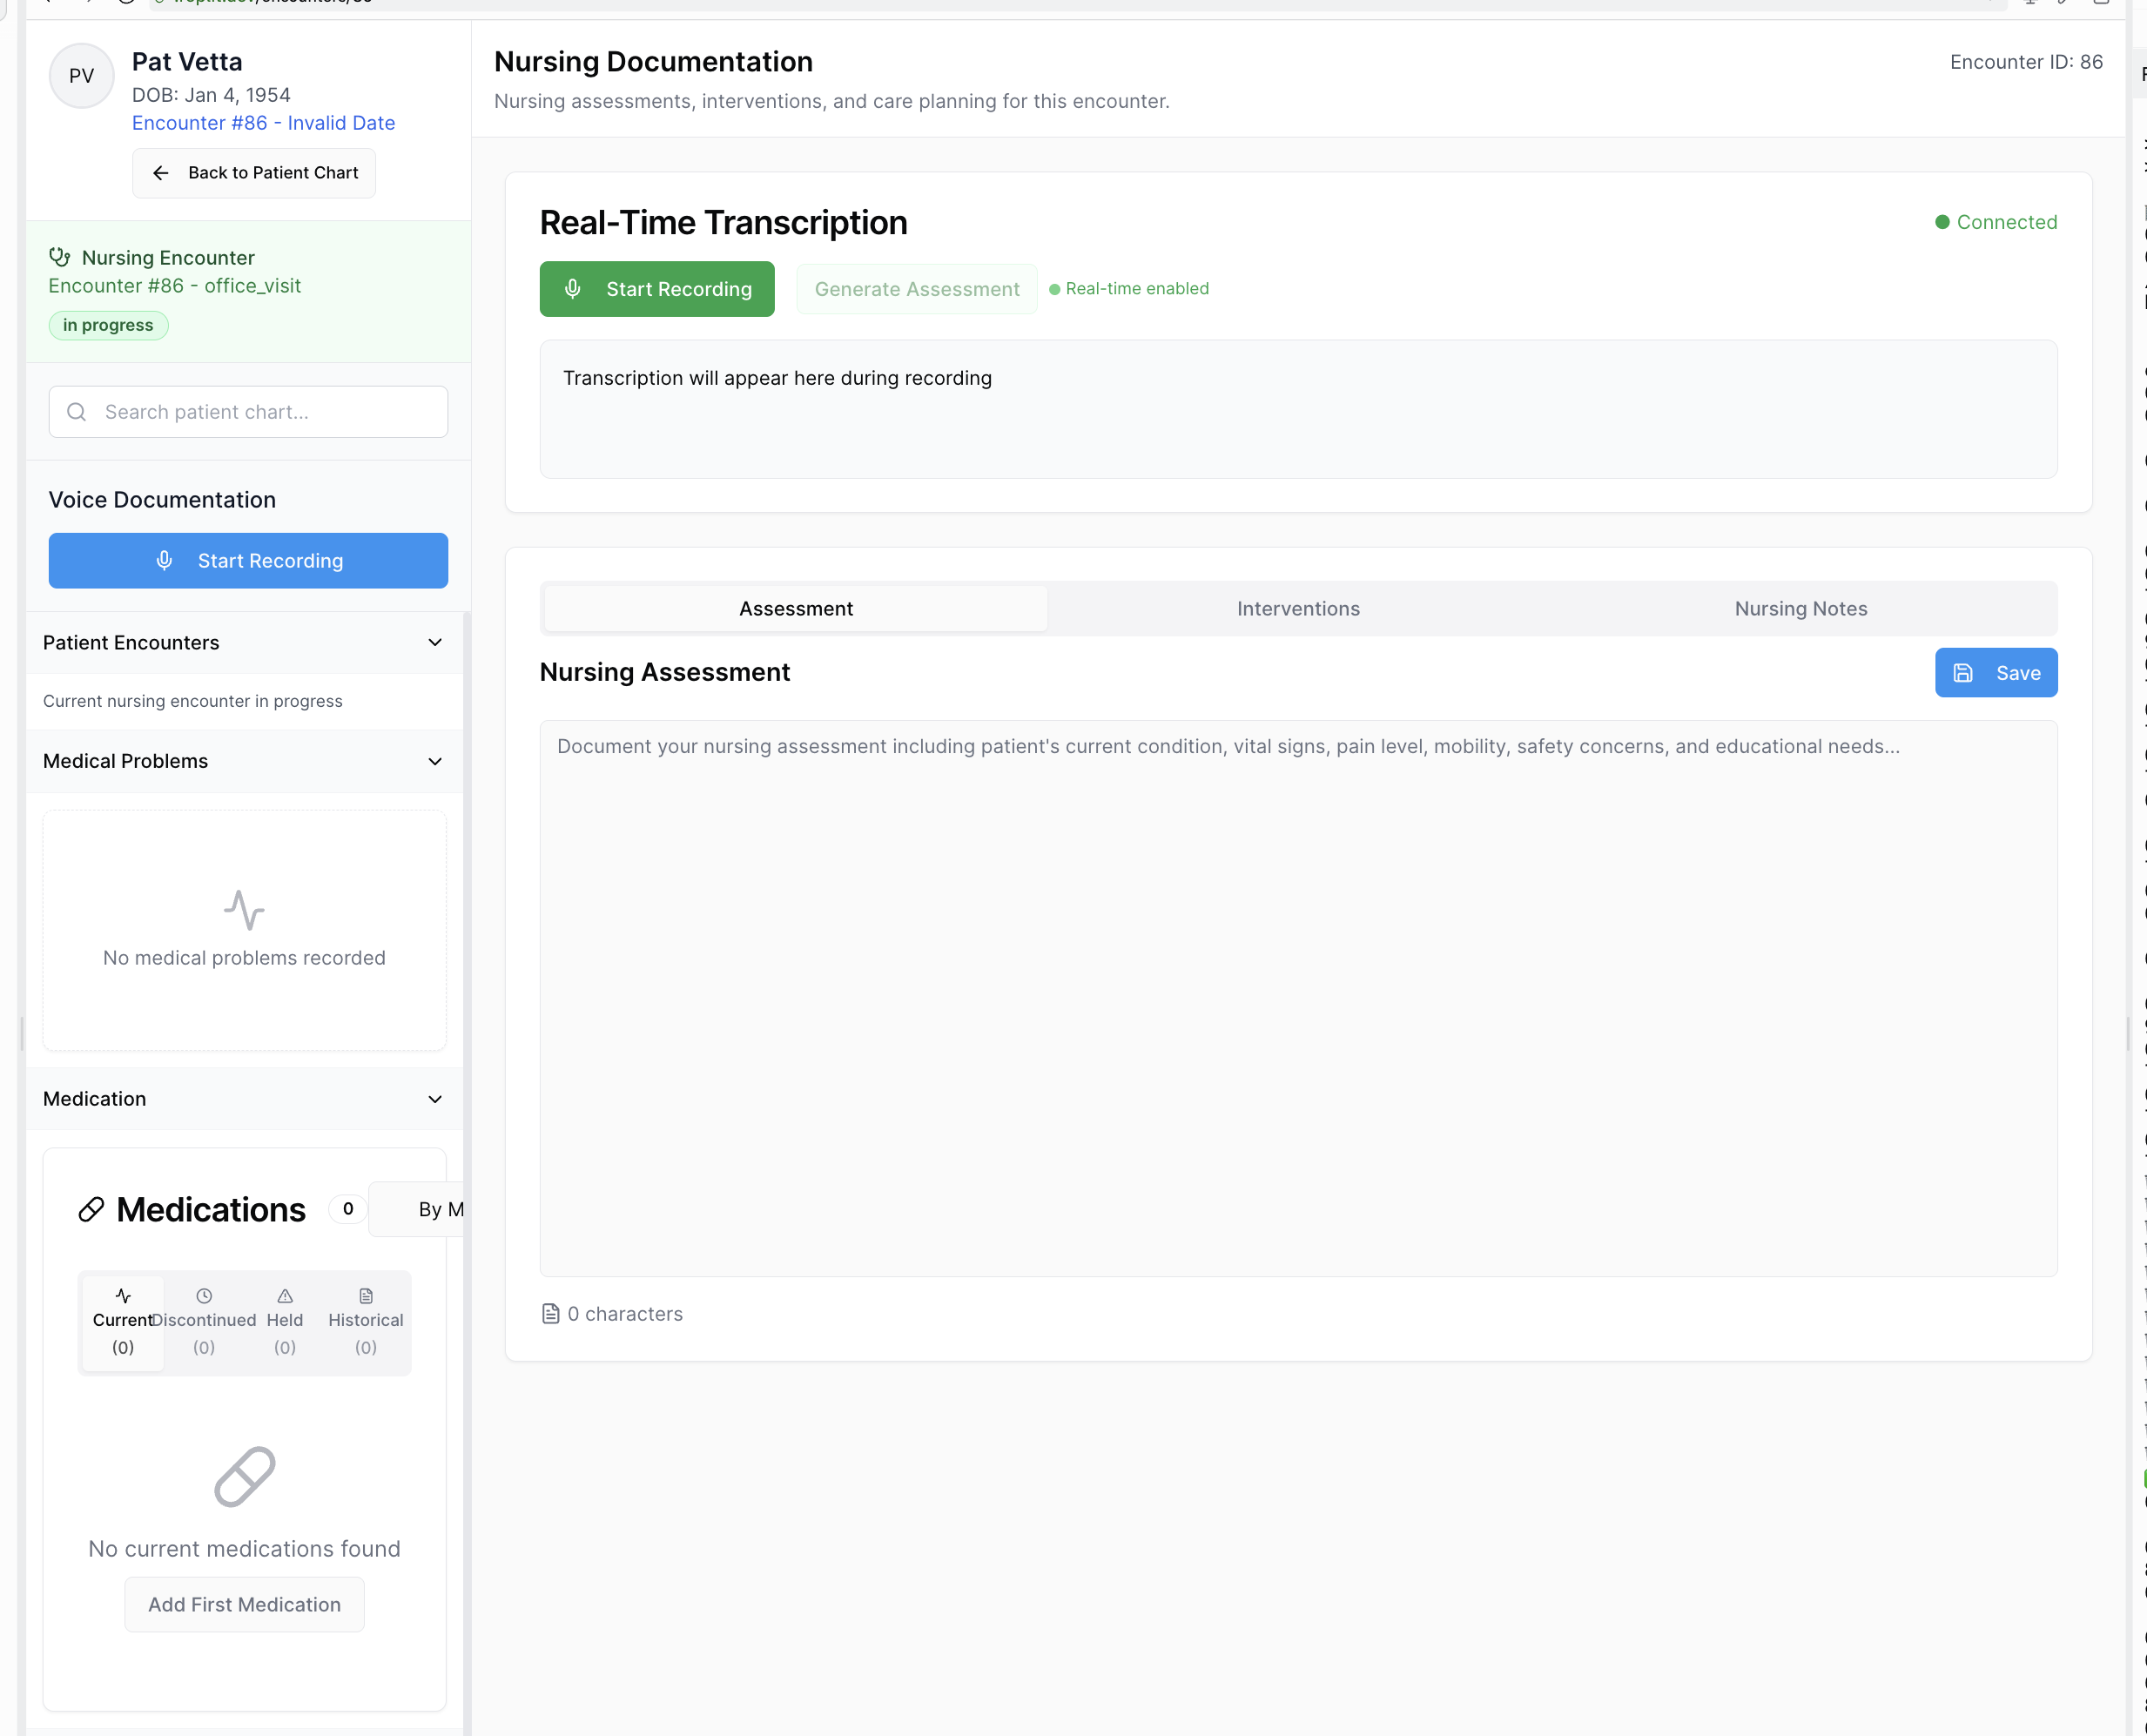 PV
Pat Vetta
DOB: Jan 4, 1954
Encounter #86 - Invalid Date
Back to Patient Chart
Nursing Encounter
Encounter #86 - office_visit
in progress
Search patient chart...
Voice Documentation
Start Recording
Patient Encounters
Current nursing encounter in progress
Medical Problems
No medical problems recorded
Medication
Medications 0 By M
Current Discontinued Held Historical
(0) (0) (0) (0)
No current medications found
Add First Medication
Nursing Documentation
Encounter ID: 86
Nursing assessments, interventions, and care planning for this encounter.
Real-Time Transcription
Connected
Start Recording
Generate Assessment
Real-time enabled
Transcription will appear here during recording
Assessment Interventions Nursing Notes
Nursing Assessment
Save
Document your nursing assessment including patient's current condition, vital signs, pain level, mobility, safety concerns, and educational needs...
0 characters